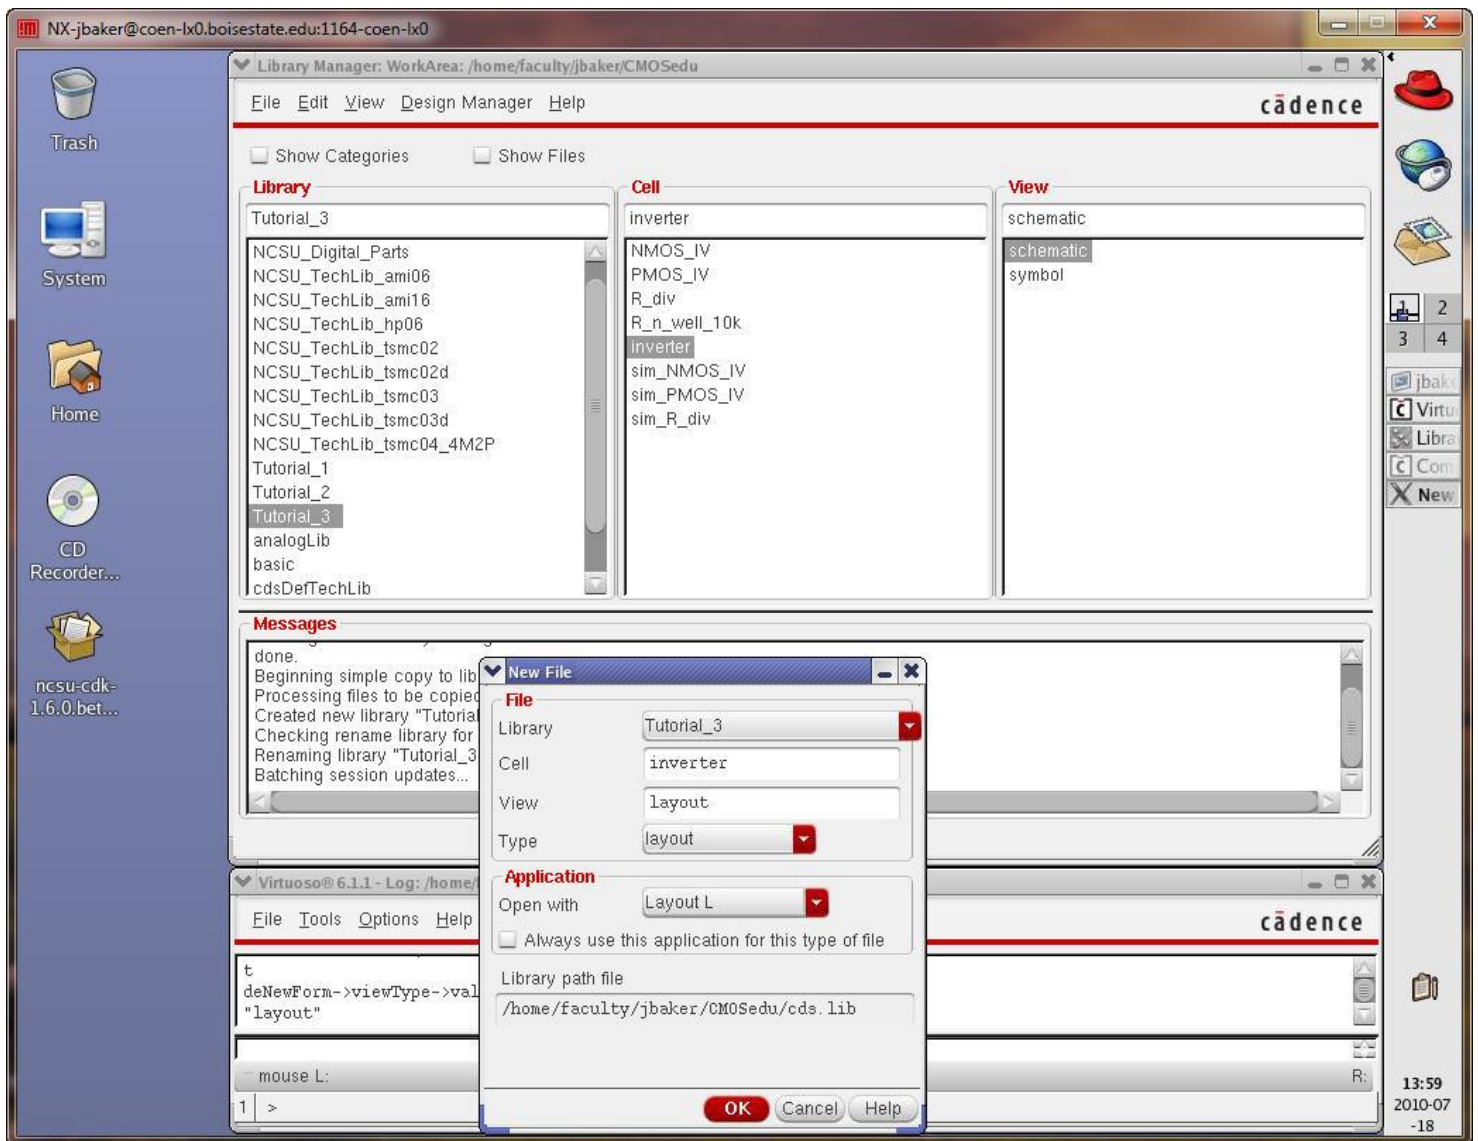 NX-jbaker@coen-lx0.boisestate.edu:1164-coen-lx0
Trash
System
Home
CD
Recorder...
ncsu-cdk-
1.6.0.bet...
Library Manager: WorkArea: /home/faculty/jbaker/CMOSedu
File Edit View Design Manager Help
cādence
Show Categories Show Files
Library
Tutorial_3
NCSU_Digital_Parts
NCSU_TechLib_ami06
NCSU_TechLib_ami16
NCSU_TechLib_hp06
NCSU_TechLib_tsmc02
NCSU_TechLib_tsmc02d
NCSU_TechLib_tsmc03
NCSU_TechLib_tsmc03d
NCSU_TechLib_tsmc04_4M2P
Tutorial_1
Tutorial_2
Tutorial_3
analogLib
basic
cdsDefTechLib
Cell
inverter
NMOS_IV
PMOS_IV
R_div
R_n_well_10k
inverter
sim_NMOS_IV
sim_PMOS_IV
sim_R_div
View
schematic
schematic
symbol
Messages
done.
Beginning simple copy to lib
Processing files to be copied
Created new library "Tutorial
Checking rename library for
Renaming library "Tutorial_3
Batching session updates...
New File
File
Library Tutorial_3
Cell inverter
View layout
Type layout
Application
Open with Layout L
Always use this application for this type of file
Library path file
/home/faculty/jbaker/CMOSedu/cds.lib
OK Cancel Help
Virtuoso® 6.1.1 - Log: /home/
File Tools Options Help
cādence
t
deNewForm->viewType->val
"layout"
mouse L: R:
1 >
1 2
3 4
jbake
Virtu
Libra
Com
New
13:59
2010-07
-18